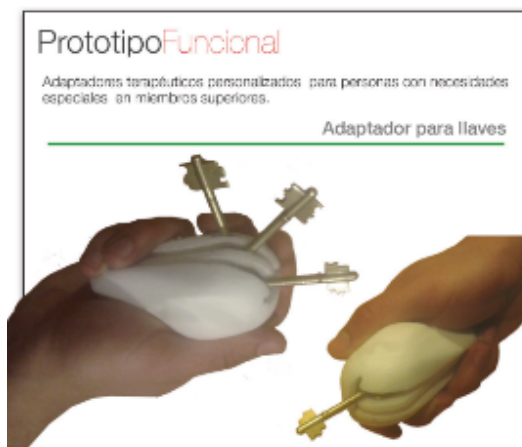 PrototipoFuncional
Adaptadores terapéuticos personalizados para personas con necesidades
especiales en miembros superiores.
Adaptador para llaves